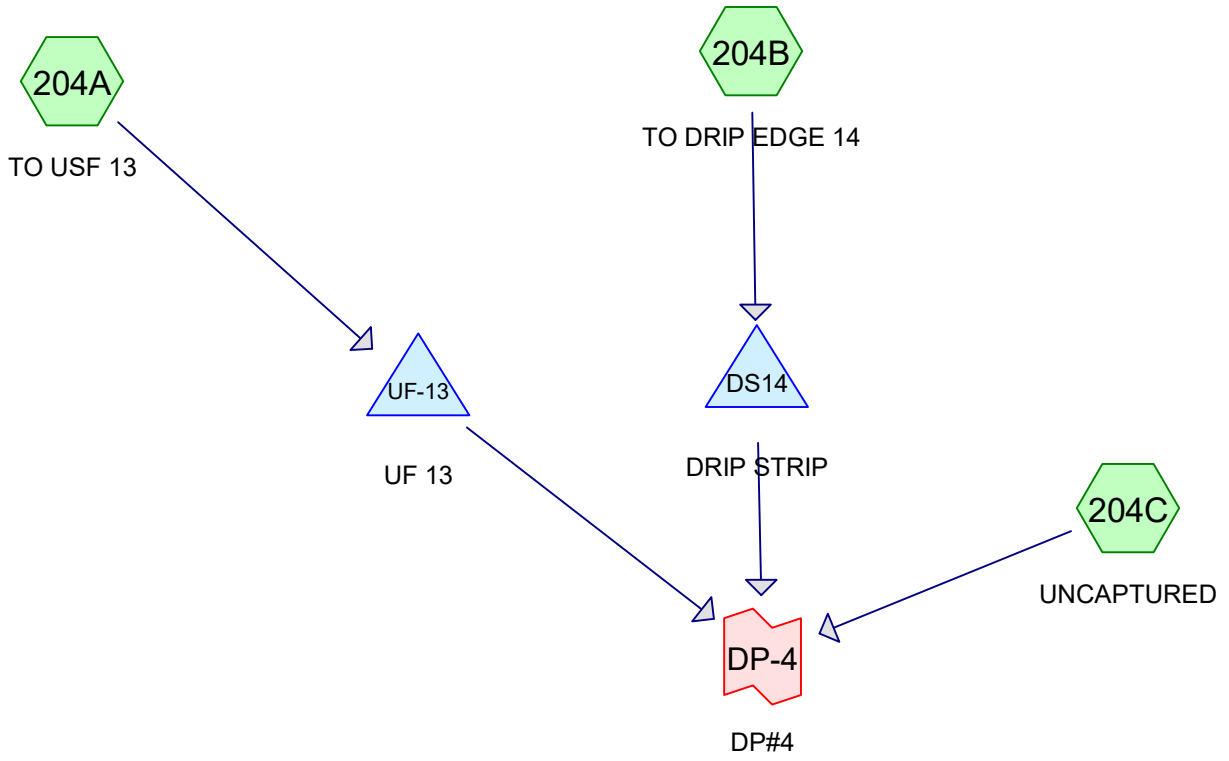 204A
TO USF 13
204B
TO DRIP EDGE 14
UF-13
UF 13
DS14
DRIP STRIP
204C
UNCAPTURED
DP-4
DP#4